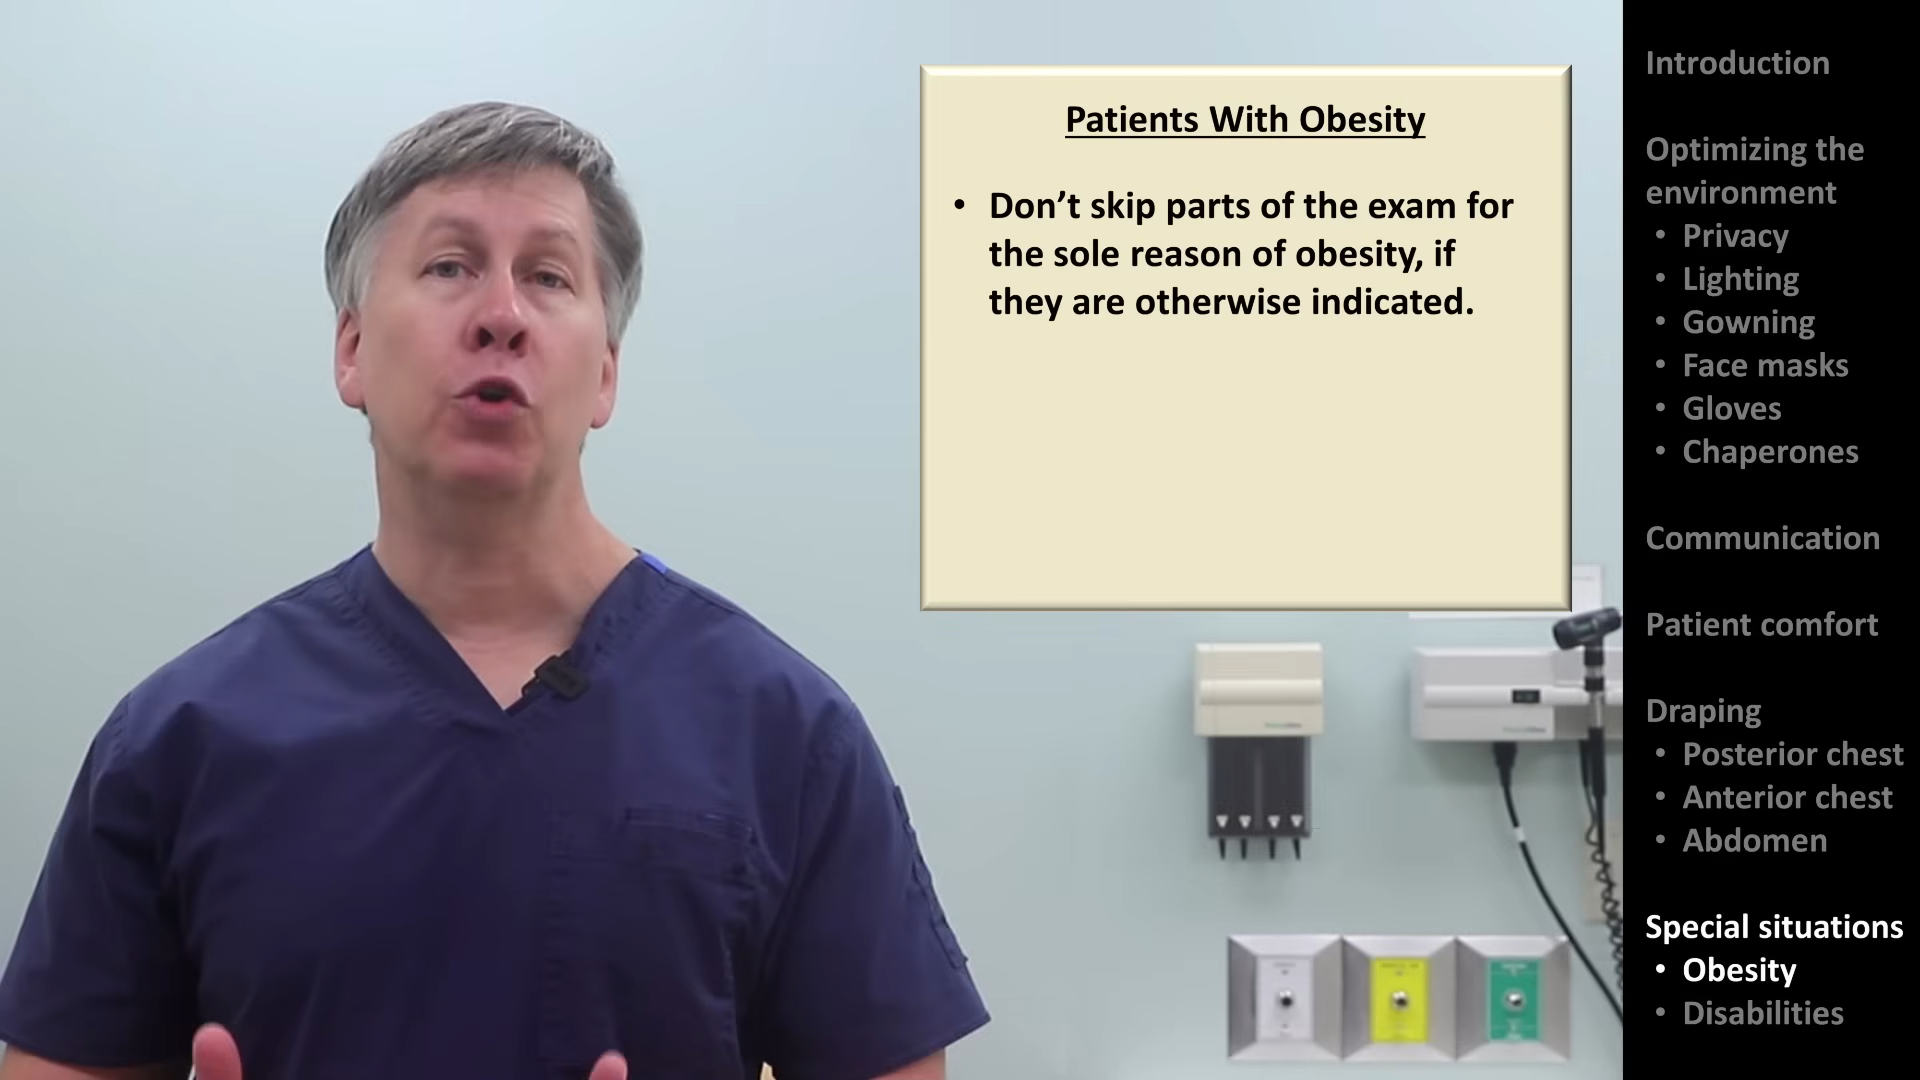 Patients With Obesity
• Don’t skip parts of the exam for
the sole reason of obesity, if
they are otherwise indicated.
Introduction
Optimizing the
environment
• Privacy
• Lighting
• Gowning
• Face masks
• Gloves
• Chaperones
Communication
Patient comfort
Draping
• Posterior chest
• Anterior chest
• Abdomen
Special situations
• Obesity
• Disabilities